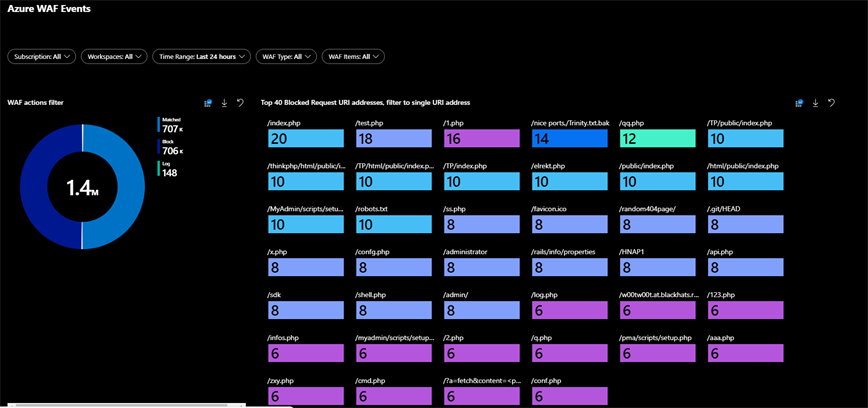 Azure WAF Events
Subscription: All
Workspaces: All
Time Range: Last 24 hours
WAF Type: All
WAF Items: All
WAF actions filter
Matched
707 K
Block
706 K
Log
148
1.4M
Top 40 Blocked Request URI addresses, filter to single URI address
/index.php /test.php /1.php /nice ports,/Trinity.txt.bak /qq.php /TP/public/index.php
20 18 16 14 12 10
/thinkphp/html/public/i... /TP/html/public/index.p... /TP/index.php /elrekt.php /public/index.php /html/public/index.php
10 10 10 10 10 10
/MyAdmin/scripts/setu... /robots.txt /ss.php /favicon.ico /random404page/ /.git/HEAD
10 10 8 8 8 8
/x.php /confg.php /administrator /rails/info/properties /HNAP1 /api.php
8 8 8 8 8 8
/sdk /shell.php /admin/ /log.php /w00tw00t.at.blackhats.r... /123.php
8 8 8 6 6 6
/infos.php /myadmin/scripts/setup... /2.php /q.php /pma/scripts/setup.php /aaa.php
6 6 6 6 6 6
/zxy.php /cmd.php /?a=fetch&content=<p... /conf.php
6 6 6 6